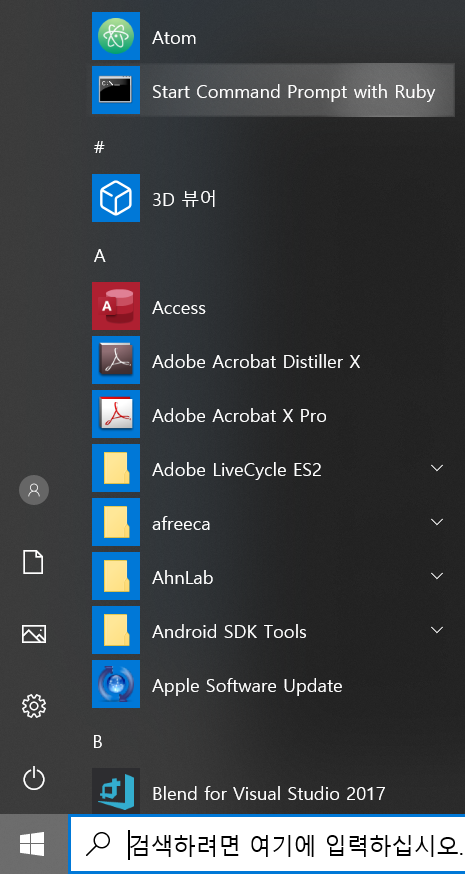 Atom
Start Command Prompt with Ruby
#
3D 뷰어
A
Access
Adobe Acrobat Distiller X
Adobe Acrobat X Pro
Adobe LiveCycle ES2
afreeca
AhnLab
Android SDK Tools
Apple Software Update
B
Blend for Visual Studio 2017
검색하려면 여기에 입력하십시오.